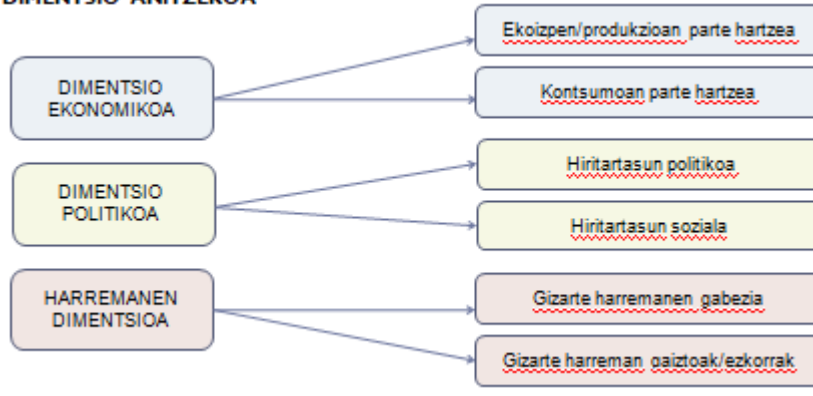 DIMENTSIO ANITZEKOA
Ekoizpen/produkzioan parte hartzea
DIMENTSIO
EKONOMIKOA
Kontsumoan parte hartzea
DIMENTSIO
POLITIKOA
Hiritartasun politikoa
Hiritartasun soziala
HARREMANEN
DIMENTSIOA
Gizarte harremanen gabezia
Gizarte harreman gaiztoak/ezkorrak